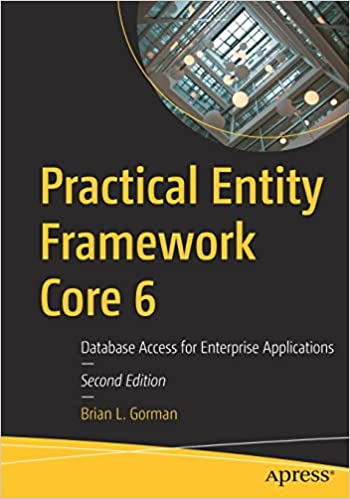 Practical Entity
Framework
Core 6
Database Access for Enterprise Applications
—
Second Edition
—
Brian L. Gorman
Apress®